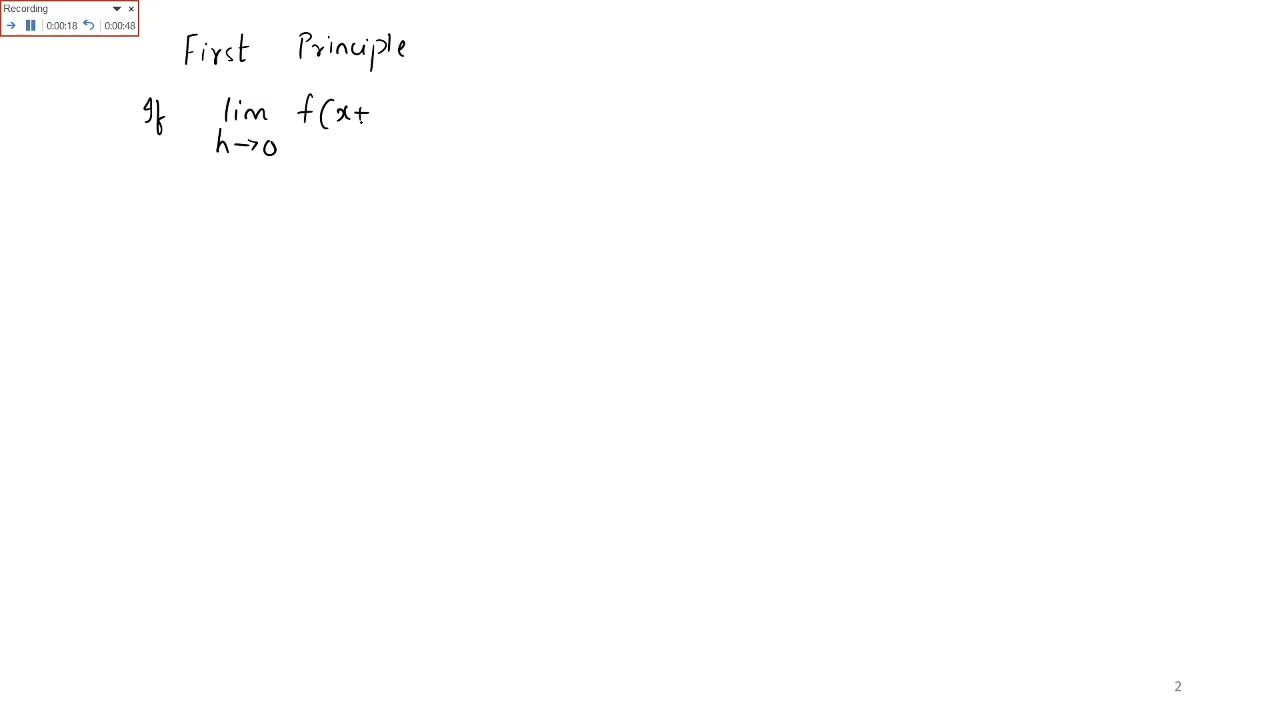 Recording
0:00:18 0:00:48
First Principle
If lim f(x+
h→0
2